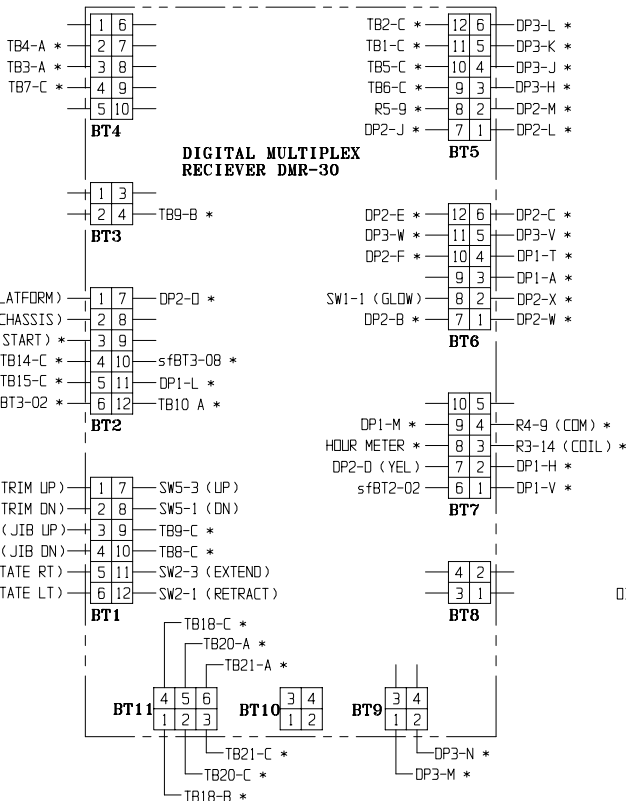 1 6 TB2-C * 12 6 DP3-L *
TB4-A * 2 7 TB1-C * 11 5 DP3-K *
TB3-A * 3 8 TB5-C * 10 4 DP3-J *
TB7-C * 4 9 TB6-C * 9 3 DP3-H *
5 10 R5-9 * 8 2 DP2-M *
BT4 DP2-J * 7 1 DP2-L *
DIGITAL MULTIPLEX BT5
RECIEVER DMR-30
1 3
2 4 TB9-B * DP2-E * 12 6 DP2-C *
BT3 DP3-W * 11 5 DP3-V *
DP2-F * 10 4 DP1-T *
9 3 DP1-A *
LATFORM) 1 7 DP2-D * SW1-1 (GLOW) 8 2 DP2-X *
CHASSIS) 2 8 DP2-B * 7 1 DP2-W *
START) * 3 9 BT6
TB14-C * 4 10 sfBT3-08 *
TB15-C * 5 11 DP1-L *
BT3-02 * 6 12 TB10 A * 10 5
BT2 DP1-M * 9 4 R4-9 (COM) *
HOUR METER * 8 3 R3-14 (COIL) *
DP2-D (YEL) 7 2 DP1-H *
TRIM UP) 1 7 SW5-3 (UP) sfBT2-02 6 1 DP1-V *
TRIM DN) 2 8 SW5-1 (DN) BT7
(JIB UP) 3 9 TB9-C *
(JIB DN) 4 10 TB8-C *
TATE RT) 5 11 SW2-3 (EXTEND) 4 2
TATE LT) 6 12 SW2-1 (RETRACT) 3 1
BT1 BT8
TB18-C *
TB20-A *
TB21-A *
4 5 6 3 4 3 4
BT11 BT10 BT9
1 2 3 1 2 1 2
TB21-C * DP3-N *
TB20-C * DP3-M *
TB18-B *